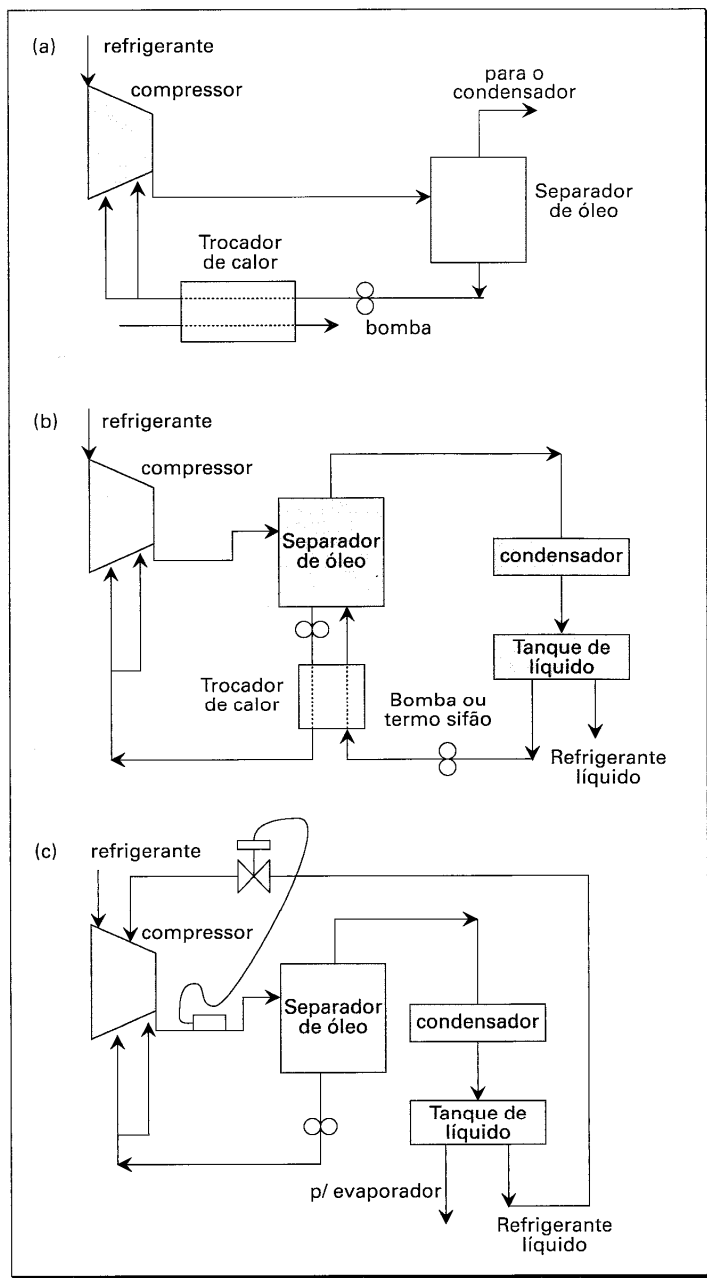 (a)
refrigerante
compressor
para o
condensador
Separador
de óleo
Trocador
de calor
bomba
(b)
refrigerante
compressor
Separador
de óleo
condensador
Tanque de
líquido
Trocador
de calor
Bomba ou
termo sifão
Refrigerante
líquido
(c)
refrigerante
compressor
Separador
de óleo
condensador
Tanque de
líquido
p/ evaporador
Refrigerante
líquido